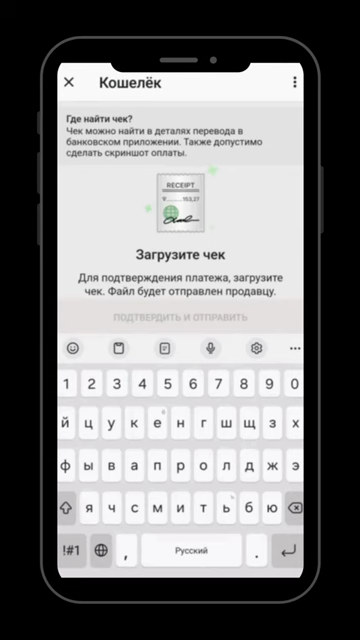 Кошелёк
Где найти чек?
Чек можно найти в деталях перевода в
банковском приложении. Также допустимо
сделать скриншот оплаты.
RECEIPT
Загрузите чек
Для подтверждения платежа, загрузите
чек. Файл будет отправлен продавцу.
ПОДТВЕРДИТЬ И ОТПРАВИТЬ
1 2 3 4 5 6 7 8 9 0
й ц у к е н г ш щ з х
ф ы в а п р о л д ж э
я ч с м и т ь б ю
!#1 , Русский .